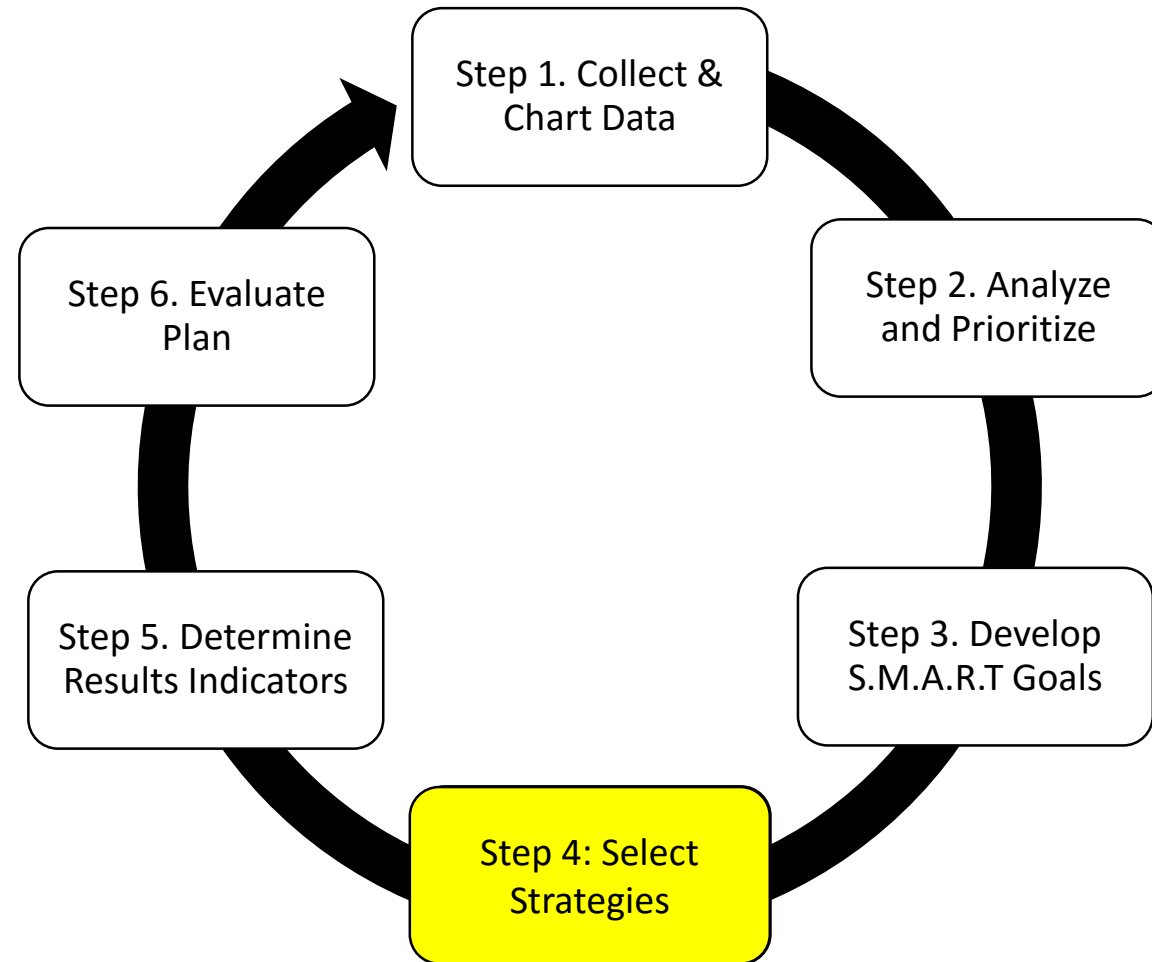 Step 1. Collect &
Chart Data
Step 2. Analyze
and Prioritize
Step 3. Develop
S.M.A.R.T Goals
Step 4: Select
Strategies
Step 5. Determine
Results Indicators
Step 6. Evaluate
Plan